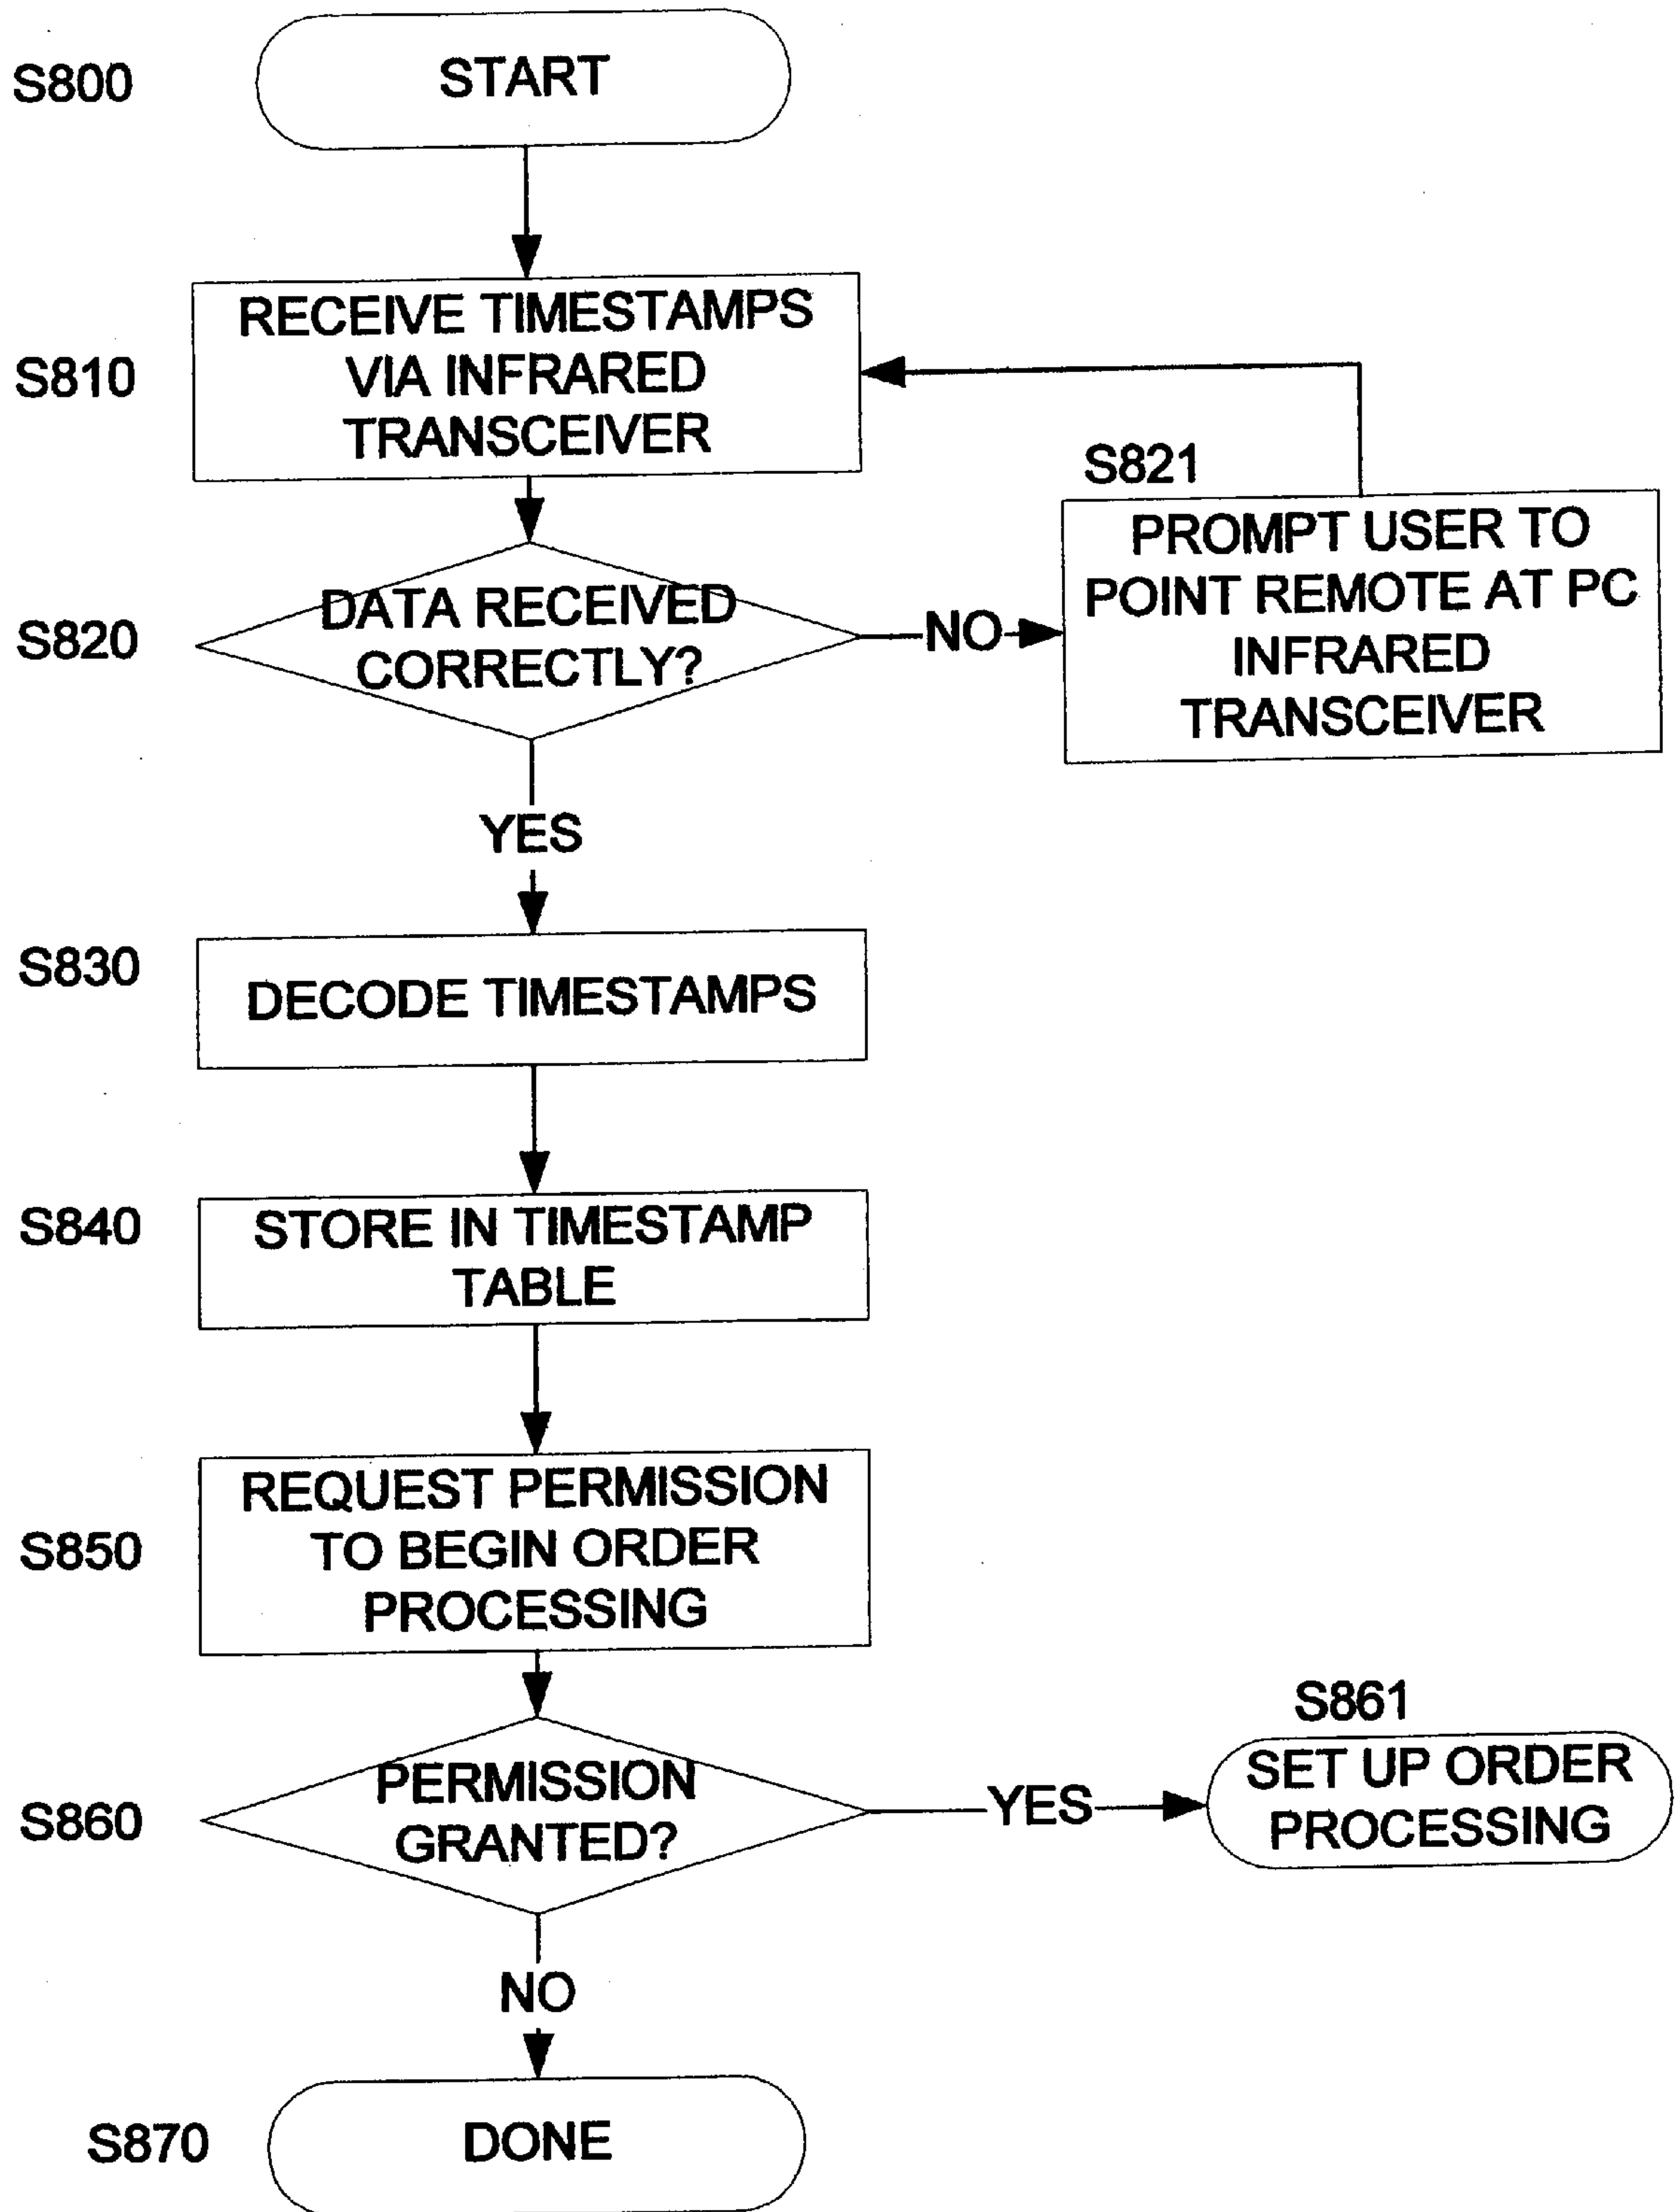 S800
START
S810
RECEIVE TIMESTAMPS
VIA INFRARED
TRANSCEIVER
S820
DATA RECEIVED
CORRECTLY?
NO
S821
PROMPT USER TO
POINT REMOTE AT PC
INFRARED
TRANSCEIVER
YES
S830
DECODE TIMESTAMPS
S840
STORE IN TIMESTAMP
TABLE
S850
REQUEST PERMISSION
TO BEGIN ORDER
PROCESSING
S860
PERMISSION
GRANTED?
YES
S861
SET UP ORDER
PROCESSING
NO
S870
DONE